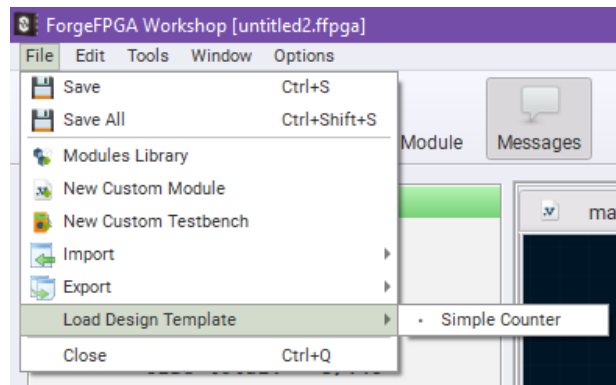 ForgeFPGA Workshop [untitled2.ffpga]
File Edit Tools Window Options
Save Ctrl+S
Save All Ctrl+Shift+S
Module Messages
Modules Library
New Custom Module
New Custom Testbench
Import
Export
Load Design Template
Simple Counter
Close Ctrl+Q
.v ma